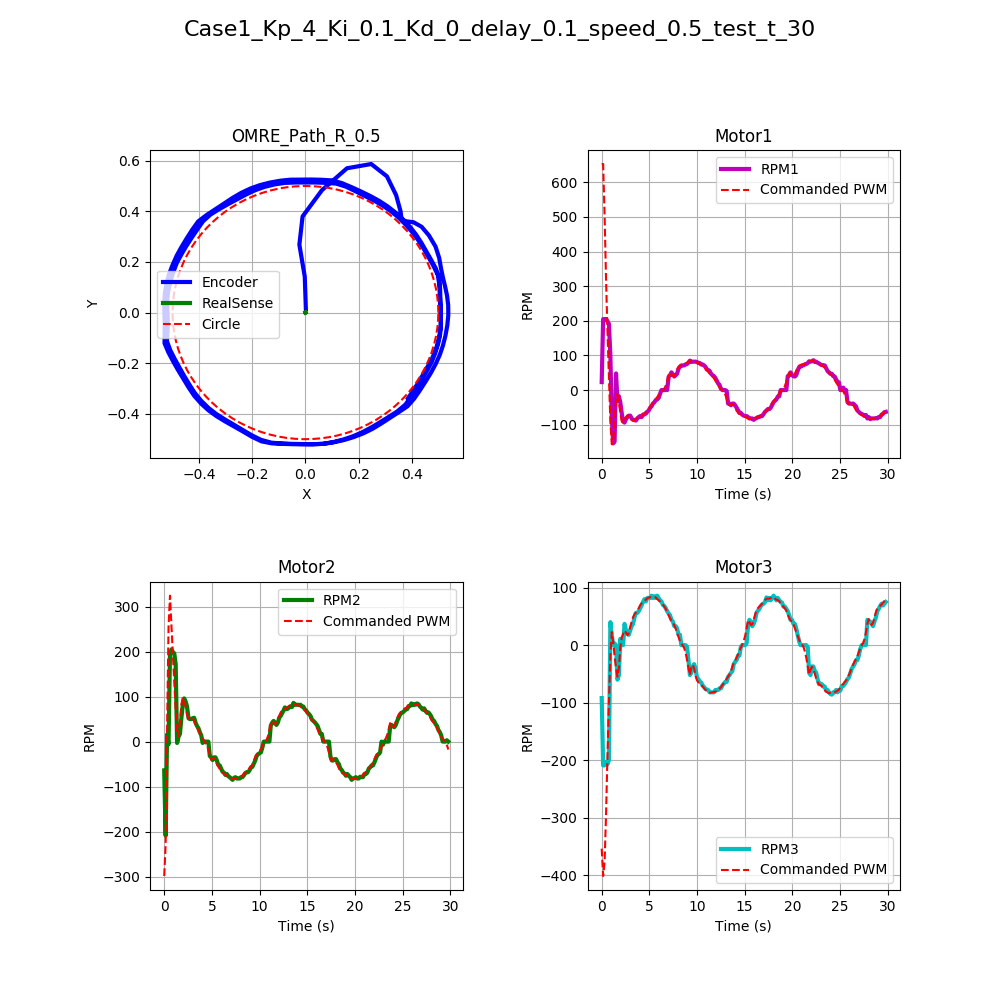 Case1_Kp_4_Ki_0.1_Kd_0_delay_0.1_speed_0.5_test_t_30
OMRE_Path_R_0.5
0.6
0.4
0.2
0.0
−0.2
−0.4
Y
Encoder
RealSense
Circle
−0.4
−0.2
0.0
0.2
0.4
X
Motor1
600
500
400
300
200
100
0
−100
RPM
RPM1
Commanded PWM
0
5
10
15
20
25
30
Time (s)
Motor2
300
200
100
0
−100
−200
−300
RPM
RPM2
Commanded PWM
0
5
10
15
20
25
30
Time (s)
Motor3
100
0
−100
−200
−300
−400
RPM
RPM3
Commanded PWM
0
5
10
15
20
25
30
Time (s)